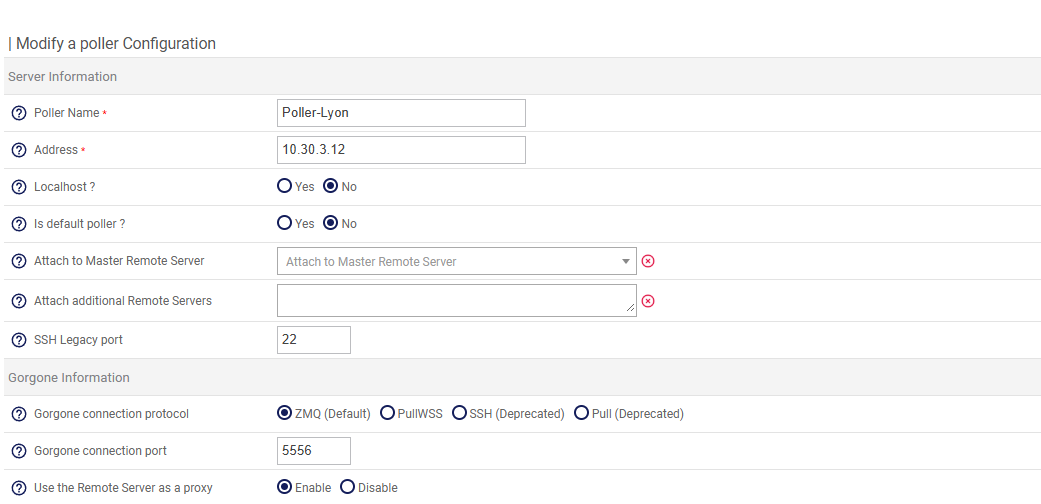 | Modify a poller Configuration
Server Information
Poller Name * Poller-Lyon
Address * 10.30.3.12
Localhost ? Yes No
Is default poller ? Yes No
Attach to Master Remote Server Attach to Master Remote Server
Attach additional Remote Servers
SSH Legacy port 22
Gorgone Information
Gorgone connection protocol ZMQ (Default) PullWSS SSH (Deprecated) Pull (Deprecated)
Gorgone connection port 5556
Use the Remote Server as a proxy Enable Disable